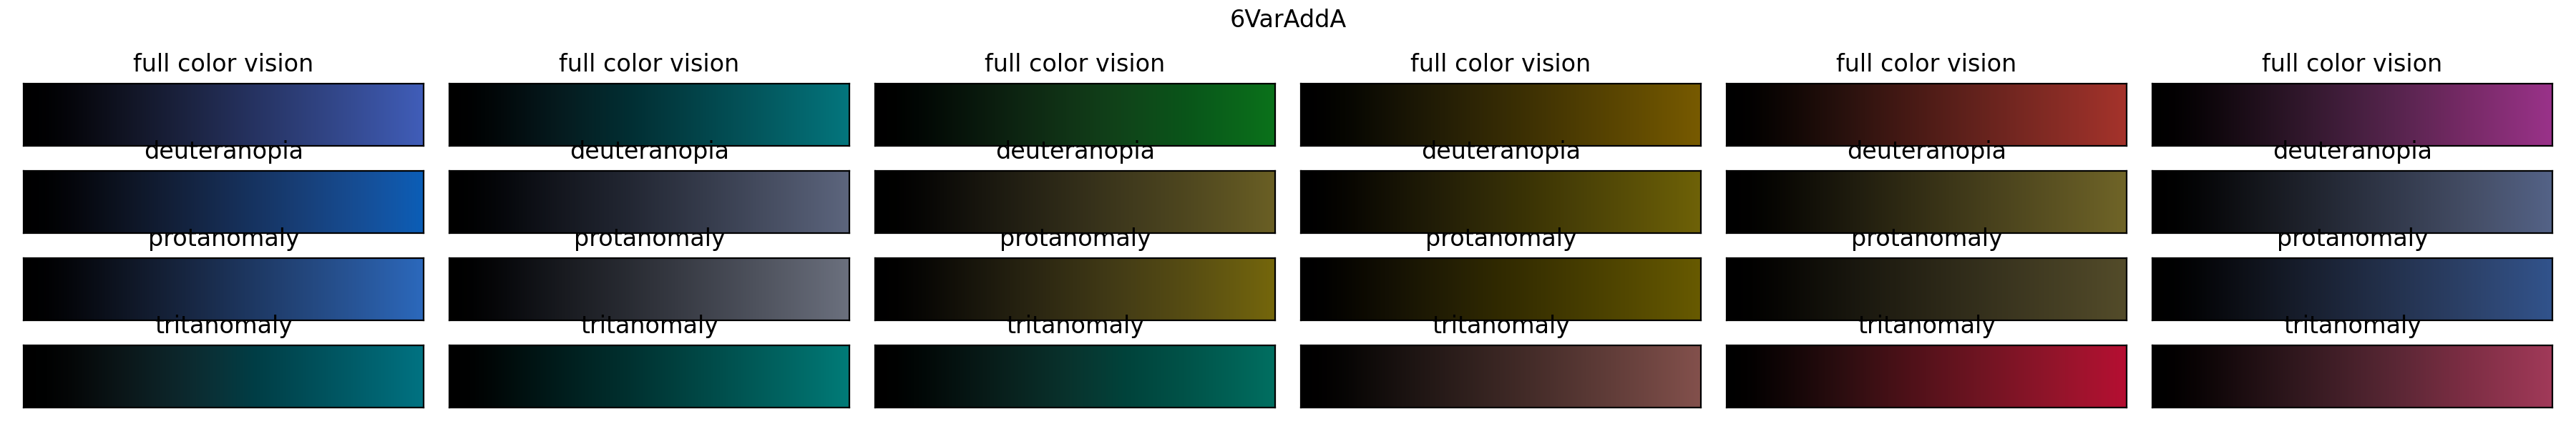 6VarAddA
full color vision full color vision full color vision full color vision full color vision full color vision
deuteranopia deuteranopia deuteranopia deuteranopia deuteranopia deuteranopia
protanomaly protanomaly protanomaly protanomaly protanomaly protanomaly
tritanomaly tritanomaly tritanomaly tritanomaly tritanomaly tritanomaly